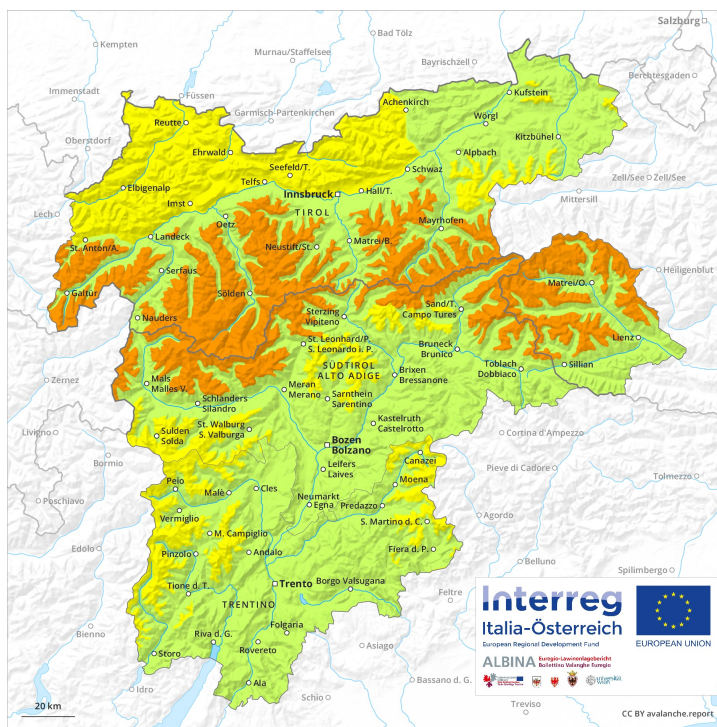 Salzburg
Kempten
Bad Tölz
Murnau/Staffelsee
Bayrischzell
Berchtesgaden
Immenstadt
Füssen
Garmisch-Partenkirchen
Achenkirch
Kufstein
Reutte
Wörgl
Oberstdorf
Ehrwald
Kitzbühel
Seefeld/T.
Alpbach
Schwaz
Telfs
Elbigenalp
Innsbruck
Hall/T.
Zell/See
Zell/See
Imst
Mittersill
Lech
TIROL
Oetz
Mayrhofen
St. Anton/A.
Landeck
Neustift/St.
Matrei/B.
Serfaus
Heiligenblut
Galtür
Sölden
Matrei/O.
Nauders
Sterzing
Vipiteno
Sand/T.
Campo Tures
Lienz
St. Leonhard/P.
S. Leonardo i. P.
Bruneck
Brunico
Sillian
Toblach
Dobbiaco
SÜDTIROL
ALTO ADIGE
Brixen
Bressanone
Zernez
Mals
Malles V.
Meran
Merano
Sarnthein
Sarentino
Schlanders
Silandro
Kastelruth
Castelrotto
St. Walburg
S. Valburga
Sulden
Solda
Livigno
Bozen
Bolzano
Cortina d'Ampezzo
Bormio
Canazei
Leifers
Laives
Pieve di Cadore
Poschiavo
Peio
Malè
Cles
Moena
Tolmezzo
Neumarkt
Egna
Predazzo
Vermiglio
Agordo
S. Martino d. C.
M. Campiglio
Edolo
Pinzolo
Andalo
Fiera d. P.
Belluno
Spilimbergo
Tione d. T.
Trento
Borgo Valsugana
Feltre
TRENTINO
Folgaria
Bienno
Riva d. G.
Rovereto
Asiago
Storo
Idro
Ala
Schio
Bassano d. G.
Treviso
20 km
Interreg
Italia-Österreich
European Regional Development Fund
EUROPEAN UNION
ALBINA
Euregio-Lawinenlagebericht
Bollettino Valanghe Euregio
universität
wien
CC BY avalanche.report